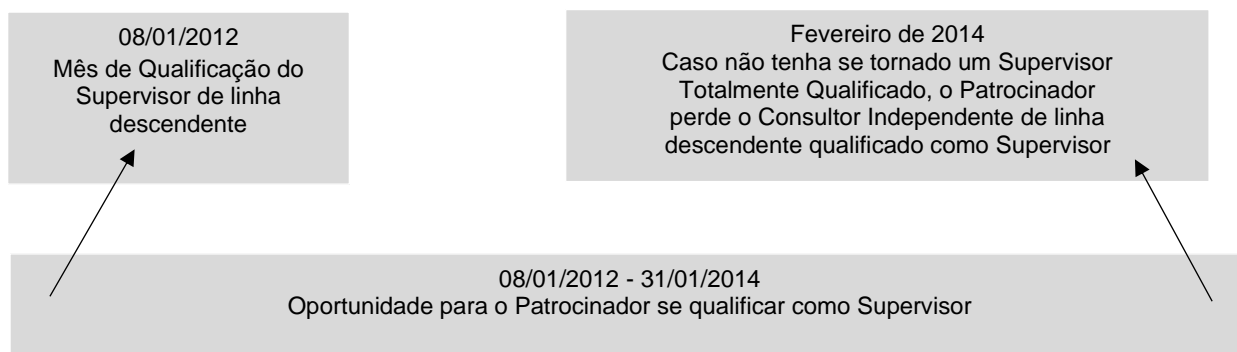 08/01/2012
Mês de Qualificação do
Supervisor de linha
descendente
Fevereiro de 2014
Caso não tenha se tornado um Supervisor
Totalmente Qualificado, o Patrocinador
perde o Consultor Independente de linha
descendente qualificado como Supervisor
08/01/2012 - 31/01/2014
Oportunidade para o Patrocinador se qualificar como Supervisor